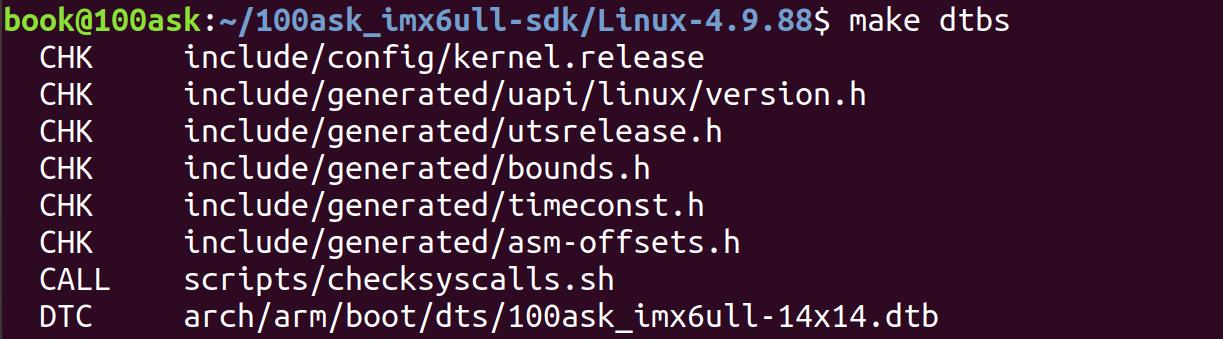 book@100ask:~/100ask_imx6ull-sdk/Linux-4.9.88$ make dtbs
  CHK     include/config/kernel.release
  CHK     include/generated/uapi/linux/version.h
  CHK     include/generated/utsrelease.h
  CHK     include/generated/bounds.h
  CHK     include/generated/timeconst.h
  CHK     include/generated/asm-offsets.h
  CALL    scripts/checksyscalls.sh
  DTC     arch/arm/boot/dts/100ask_imx6ull-14x14.dtb